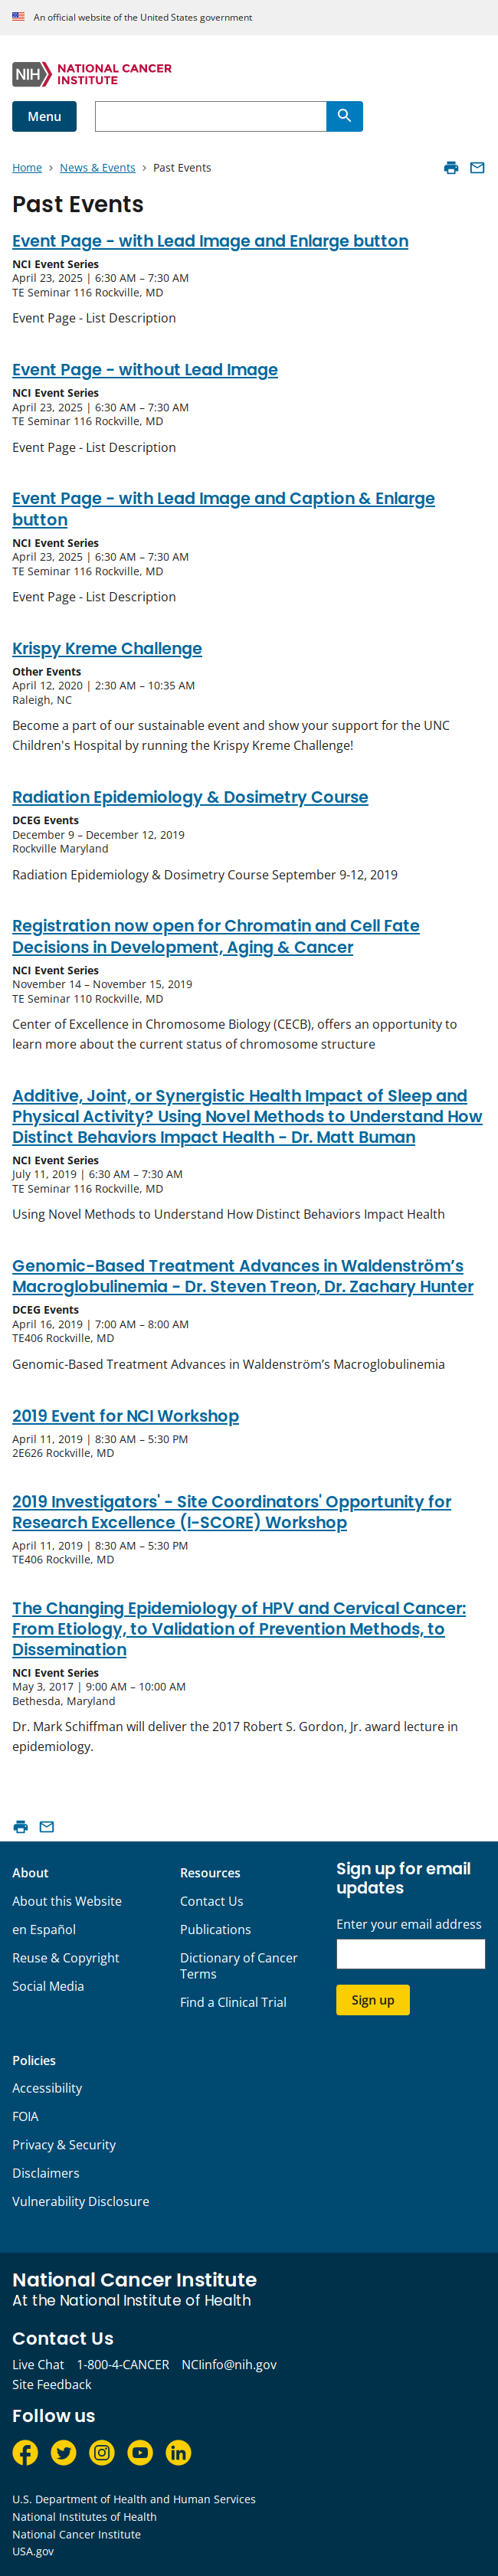 An official website of the United States government
NIH
NATIONAL CANCER
INSTITUTE
Menu
Home > News & Events > Past Events
Past Events
Event Page - with Lead Image and Enlarge button
NCI Event Series
April 23, 2025 | 6:30 AM – 7:30 AM
TE Seminar 116 Rockville, MD
Event Page - List Description
Event Page - without Lead Image
NCI Event Series
April 23, 2025 | 6:30 AM – 7:30 AM
TE Seminar 116 Rockville, MD
Event Page - List Description
Event Page - with Lead Image and Caption & Enlarge
button
NCI Event Series
April 23, 2025 | 6:30 AM – 7:30 AM
TE Seminar 116 Rockville, MD
Event Page - List Description
Krispy Kreme Challenge
Other Events
April 12, 2020 | 2:30 AM – 10:35 AM
Raleigh, NC
Become a part of our sustainable event and show your support for the UNC
Children's Hospital by running the Krispy Kreme Challenge!
Radiation Epidemiology & Dosimetry Course
DCEG Events
December 9 – December 12, 2019
Rockville Maryland
Radiation Epidemiology & Dosimetry Course September 9-12, 2019
Registration now open for Chromatin and Cell Fate
Decisions in Development, Aging & Cancer
NCI Event Series
November 14 – November 15, 2019
TE Seminar 110 Rockville, MD
Center of Excellence in Chromosome Biology (CECB), offers an opportunity to
learn more about the current status of chromosome structure
Additive, Joint, or Synergistic Health Impact of Sleep and
Physical Activity? Using Novel Methods to Understand How
Distinct Behaviors Impact Health - Dr. Matt Buman
NCI Event Series
July 11, 2019 | 6:30 AM – 7:30 AM
TE Seminar 116 Rockville, MD
Using Novel Methods to Understand How Distinct Behaviors Impact Health
Genomic-Based Treatment Advances in Waldenström’s
Macroglobulinemia - Dr. Steven Treon, Dr. Zachary Hunter
DCEG Events
April 16, 2019 | 7:00 AM – 8:00 AM
TE406 Rockville, MD
Genomic-Based Treatment Advances in Waldenström’s Macroglobulinemia
2019 Event for NCI Workshop
April 11, 2019 | 8:30 AM – 5:30 PM
2E626 Rockville, MD
2019 Investigators' - Site Coordinators' Opportunity for
Research Excellence (I-SCORE) Workshop
April 11, 2019 | 8:30 AM – 5:30 PM
TE406 Rockville, MD
The Changing Epidemiology of HPV and Cervical Cancer:
From Etiology, to Validation of Prevention Methods, to
Dissemination
NCI Event Series
May 3, 2017 | 9:00 AM – 10:00 AM
Bethesda, Maryland
Dr. Mark Schiffman will deliver the 2017 Robert S. Gordon, Jr. award lecture in
epidemiology.
About
About this Website
en Español
Reuse & Copyright
Social Media
Resources
Contact Us
Publications
Dictionary of Cancer
Terms
Find a Clinical Trial
Sign up for email
updates
Enter your email address
Sign up
Policies
Accessibility
FOIA
Privacy & Security
Disclaimers
Vulnerability Disclosure
National Cancer Institute
At the National Institute of Health
Contact Us
Live Chat 1-800-4-CANCER NCIinfo@nih.gov
Site Feedback
Follow us
U.S. Department of Health and Human Services
National Institutes of Health
National Cancer Institute
USA.gov